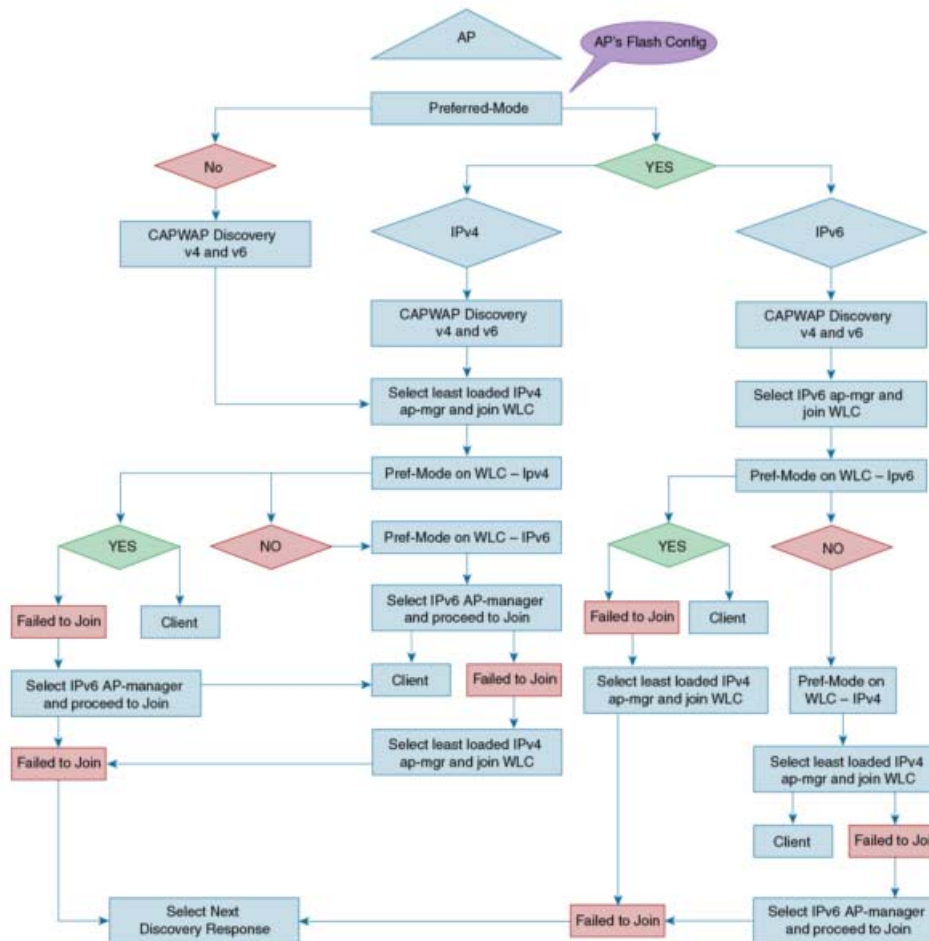 AP
AP's Flash Config
Preferred-Mode
No
YES
CAPWAP Discovery
v4 and v6
IPv4
IPv6
CAPWAP Discovery
v4 and v6
CAPWAP Discovery
v4 and v6
Select least loaded IPv4
ap-mgr and join WLC
Select IPv6 ap-mgr and
join WLC
Pref-Mode on WLC – Ipv4
Pref-Mode on WLC – Ipv6
YES
NO
Pref-Mode on WLC – IPv6
YES
NO
Failed to Join
Client
Select IPv6 AP-manager
and proceed to Join
Failed to Join
Client
Select IPv6 AP-manager
and proceed to Join
Client
Failed to Join
Select least loaded IPv4
ap-mgr and join WLC
Pref-Mode on
WLC – IPv4
Failed to Join
Select least loaded IPv4
ap-mgr and join WLC
Select least loaded IPv4
ap-mgr and join WLC
Client
Failed to Joi
Select Next
Discovery Response
Failed to Join
Select IPv6 AP-manager
and proceed to Join